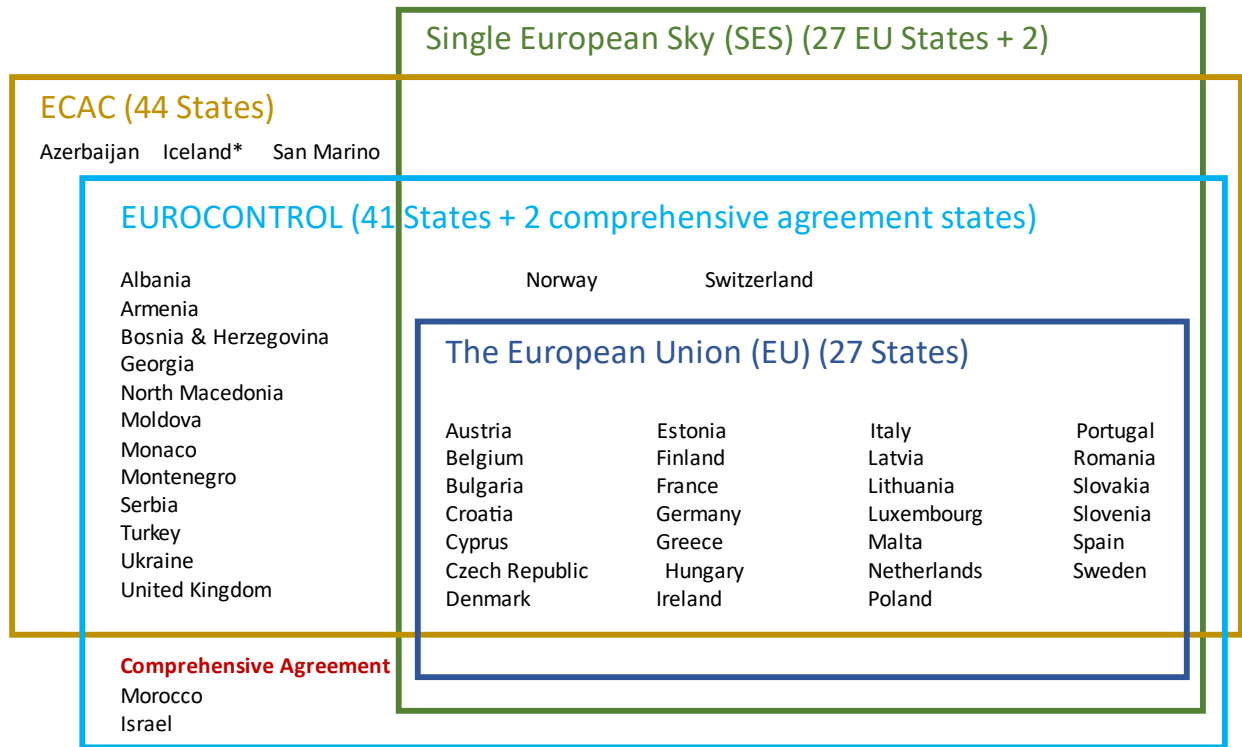 Single European Sky (SES) (27 EU States + 2)
ECAC (44 States)
Azerbaijan Iceland* San Marino
EUROCONTROL (41 States + 2 comprehensive agreement states)
Albania
Armenia
Bosnia & Herzegovina
Georgia
North Macedonia
Moldova
Monaco
Montenegro
Serbia
Turkey
Ukraine
United Kingdom
Norway Switzerland
The European Union (EU) (27 States)
Austria Estonia Italy Portugal
Belgium Finland Latvia Romania
Bulgaria France Lithuania Slovakia
Croatia Germany Luxembourg Slovenia
Cyprus Greece Malta Spain
Czech Republic Hungary Netherlands Sweden
Denmark Ireland Poland
Comprehensive Agreement
Morocco
Israel